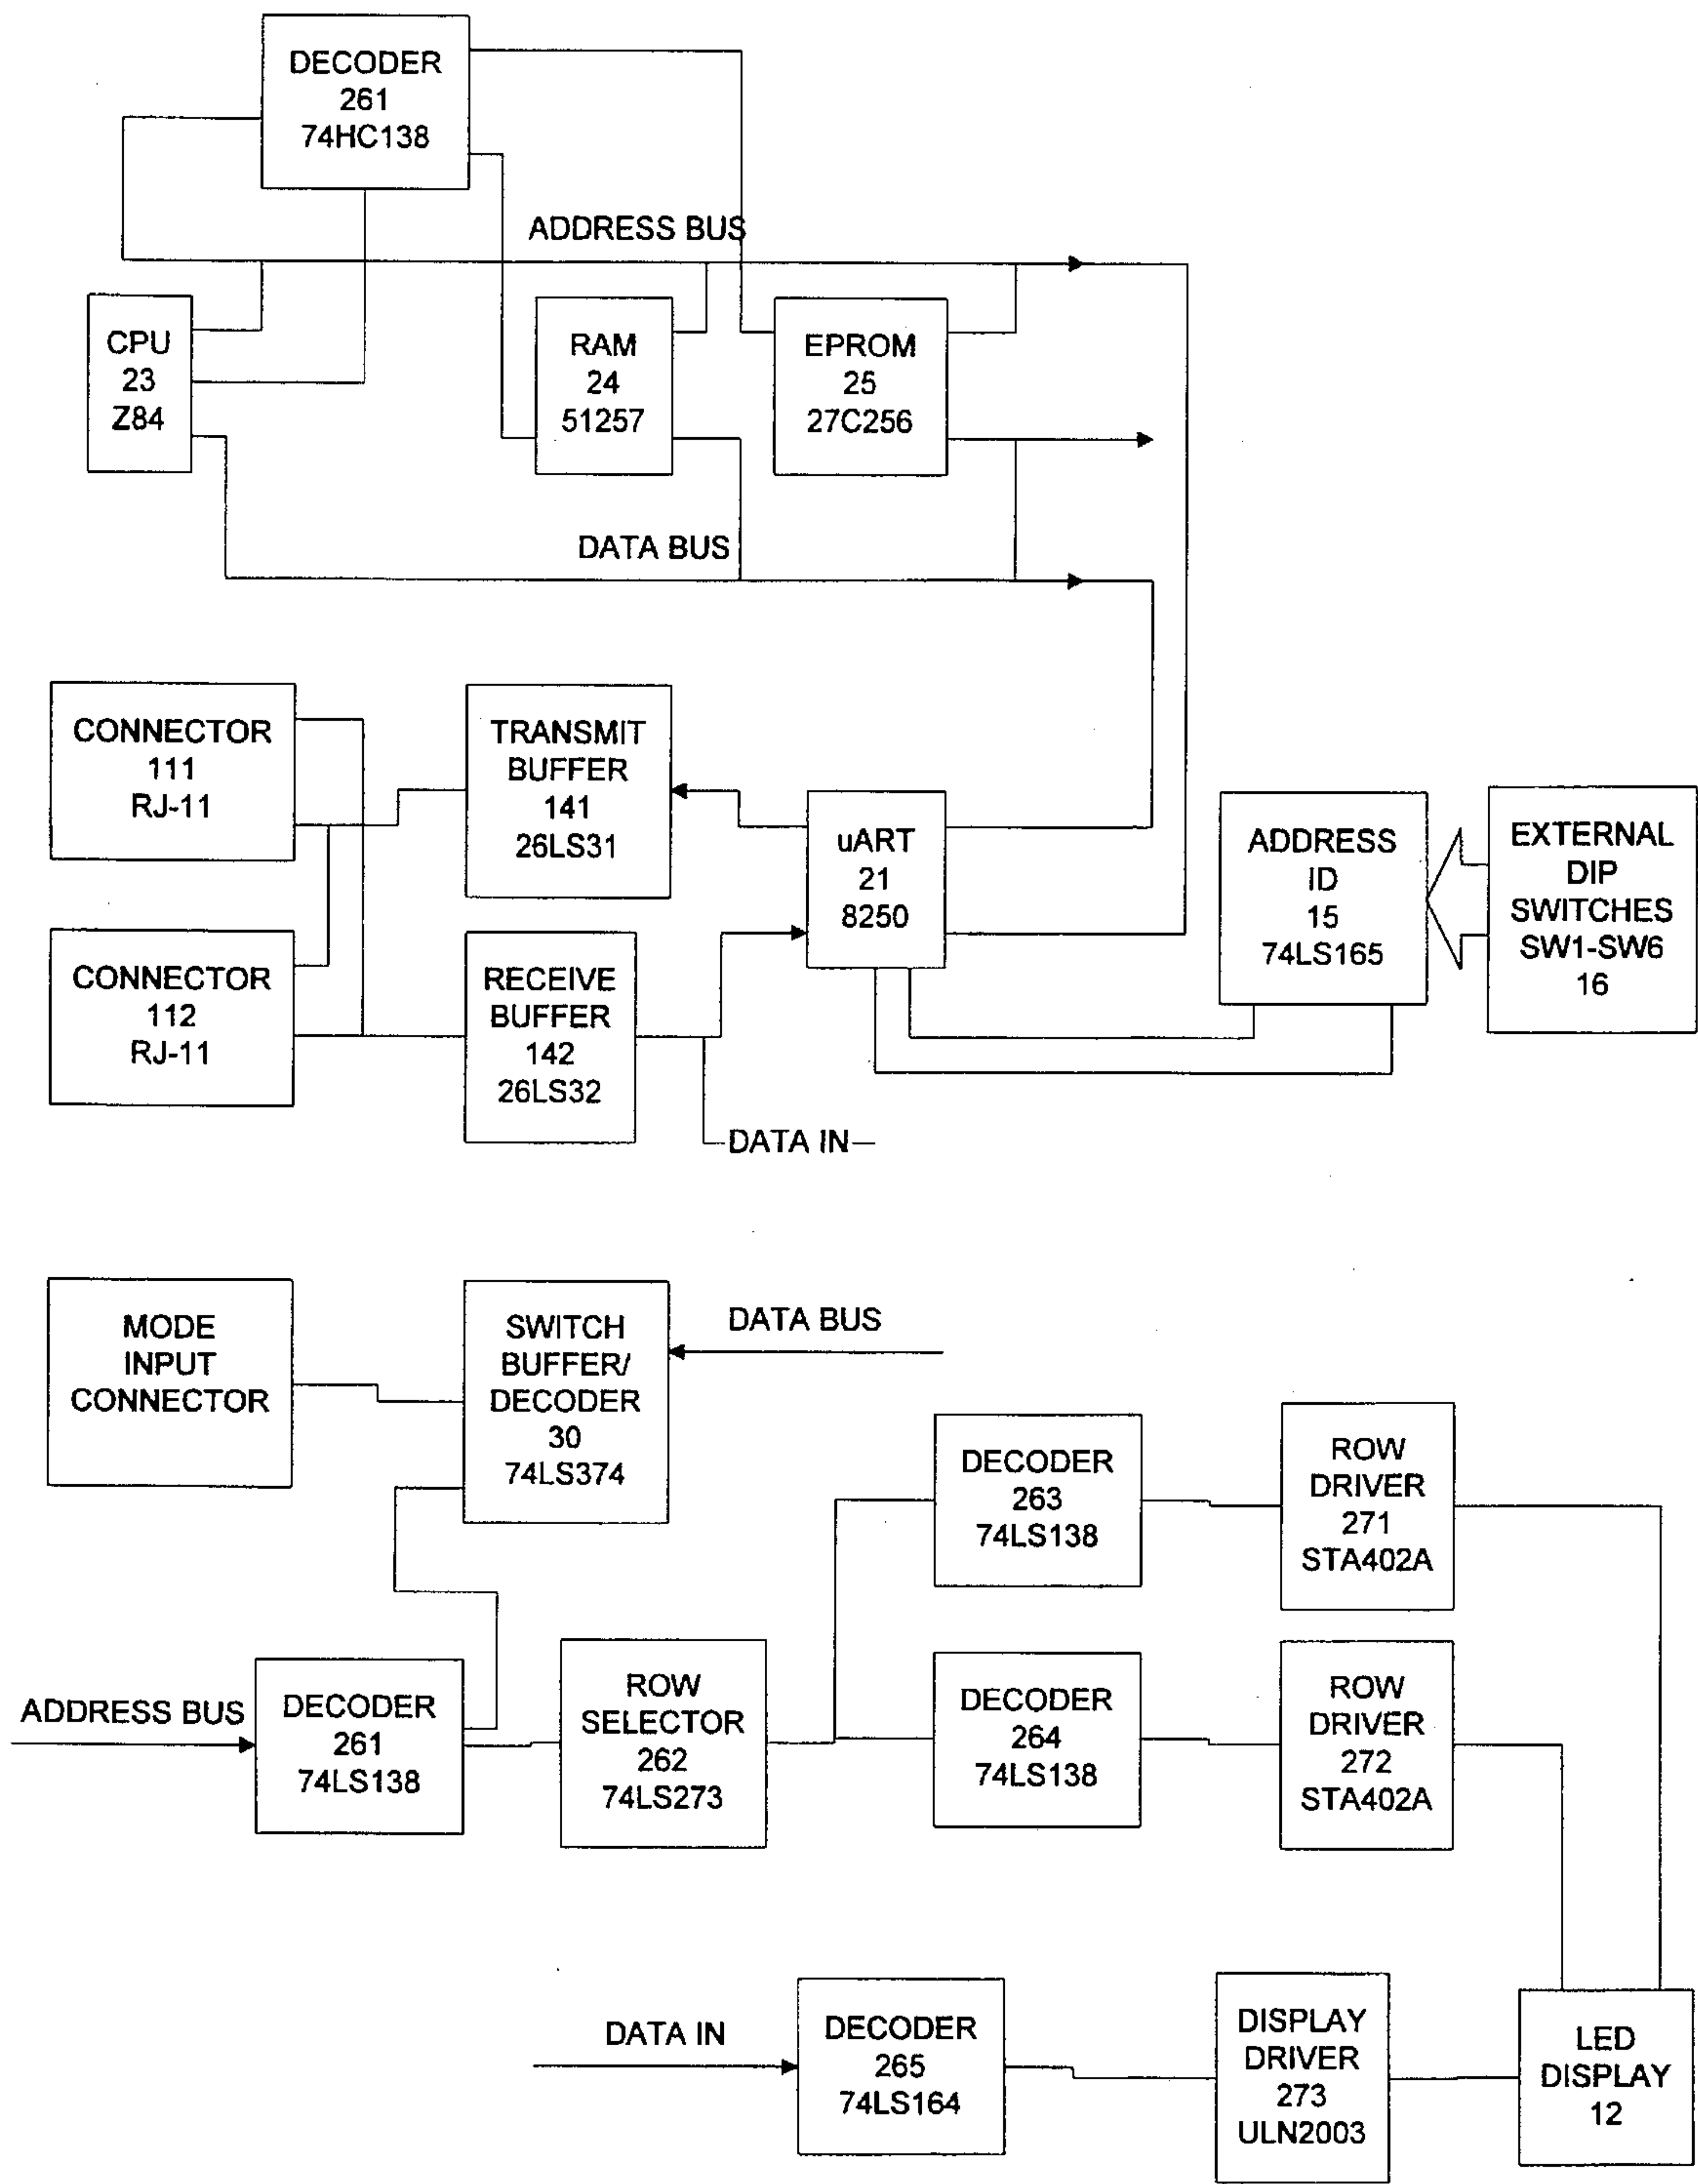 DECODER
261
74HC138
ADDRESS BUS
CPU
23
Z84
RAM
24
51257
EPROM
25
27C256
DATA BUS
CONNECTOR
111
RJ-11
TRANSMIT
BUFFER
141
26LS31
uART
21
8250
ADDRESS
ID
15
74LS165
EXTERNAL
DIP
SWITCHES
SW1-SW6
16
CONNECTOR
112
RJ-11
RECEIVE
BUFFER
142
26LS32
DATA IN
MODE
INPUT
CONNECTOR
SWITCH
BUFFER/
DECODER
30
74LS374
DATA BUS
DECODER
263
74LS138
ROW
DRIVER
271
STA402A
ADDRESS BUS
DECODER
261
74LS138
ROW
SELECTOR
262
74LS273
DECODER
264
74LS138
ROW
DRIVER
272
STA402A
DATA IN
DECODER
265
74LS164
DISPLAY
DRIVER
273
ULN2003
LED
DISPLAY
12